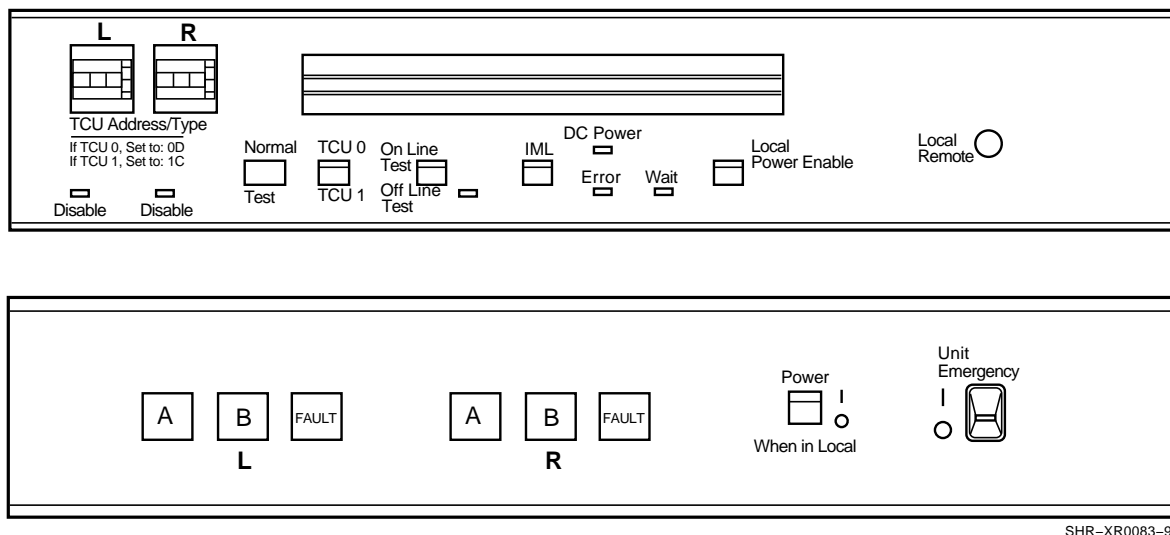 L R
TCU Address/Type
If TCU 0, Set to: 0D
If TCU 1, Set to: 1C
Disable Disable
Normal
Test
TCU 0
TCU 1
On Line
Test
Off Line
Test
IML
DC Power
Error Wait
Local
Power Enable
Local
Remote
A B FAULT
L
A B FAULT
R
Power
I
O
When in Local
Unit
Emergency
I
O
SHR–XR0083–9